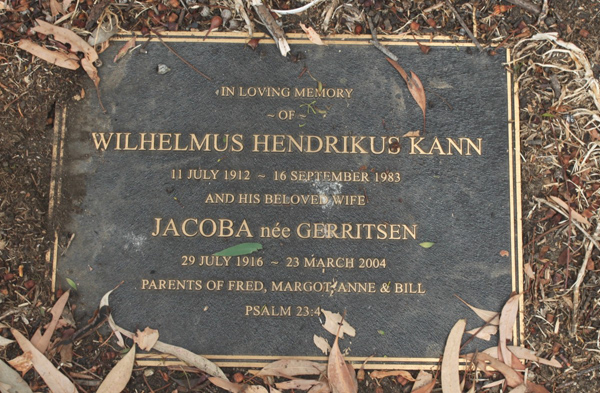 IN LOVING MEMORY
~ OF ~
WILHELMUS HENDRIKUS KANN
11 JULY 1912 ~ 16 SEPTEMBER 1983
AND HIS BELOVED WIFE
JACOBA née GERRITSEN
29 JULY 1916 ~ 23 MARCH 2004
PARENTS OF FRED, MARGOT, ANNE & BILL
PSALM 23:4